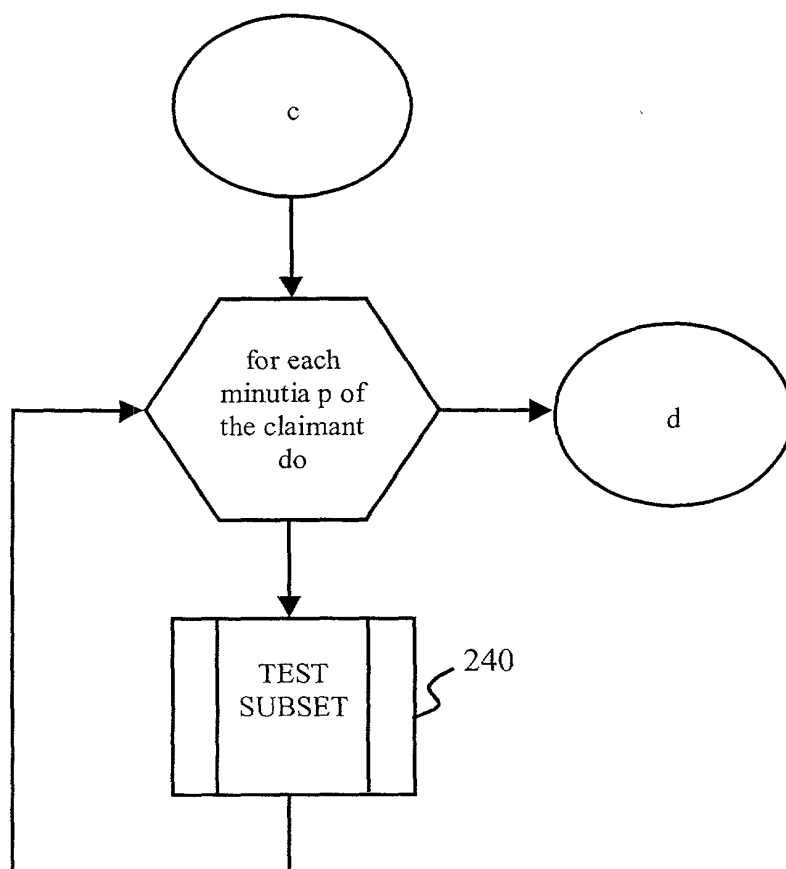 c
for each
minutia p of
the claimant
do
d
TEST
SUBSET
240